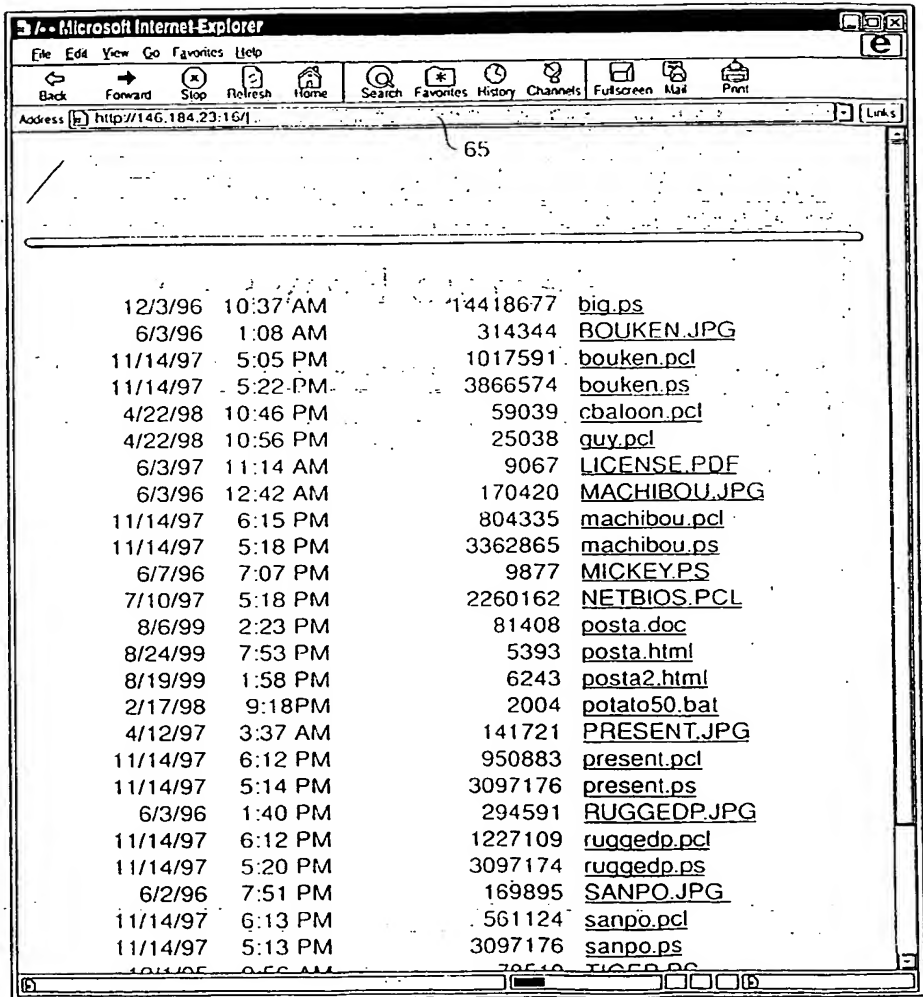 /-- Microsoft Internet-Explorer
File Edit View Go Favorites Help
Back Forward Stop Refresh Home Search Favorites History Channels Fullscreen Mail Print
Address http://146.184.23:16/ Links
65
/
12/3/96 10:37 AM 14418677 big.ps
6/3/96 1:08 AM 314344 BOUKEN.JPG
11/14/97 5:05 PM 1017591 bouken.pcl
11/14/97 5:22 PM 3866574 bouken.ps
4/22/98 10:46 PM 59039 cbaloon.pcl
4/22/98 10:56 PM 25038 guy.pcl
6/3/97 11:14 AM 9067 LICENSE.PDF
6/3/96 12:42 AM 170420 MACHIBOU.JPG
11/14/97 6:15 PM 804335 machibou.pcl
11/14/97 5:18 PM 3362865 machibou.ps
6/7/96 7:07 PM 9877 MICKEY.PS
7/10/97 5:18 PM 2260162 NETBIOS.PCL
8/6/99 2:23 PM 81408 posta.doc
8/24/99 7:53 PM 5393 posta.html
8/19/99 1:58 PM 6243 posta2.html
2/17/98 9:18PM 2004 potato50.bat
4/12/97 3:37 AM 141721 PRESENT.JPG
11/14/97 6:12 PM 950883 present.pcl
11/14/97 5:14 PM 3097176 present.ps
6/3/96 1:40 PM 294591 RUGGEDP.JPG
11/14/97 6:12 PM 1227109 ruggedp.pcl
11/14/97 5:20 PM 3097174 ruggedp.ps
6/2/96 7:51 PM 169895 SANPO.JPG
11/14/97 6:13 PM 561124 sanpo.pcl
11/14/97 5:13 PM 3097176 sanpo.ps